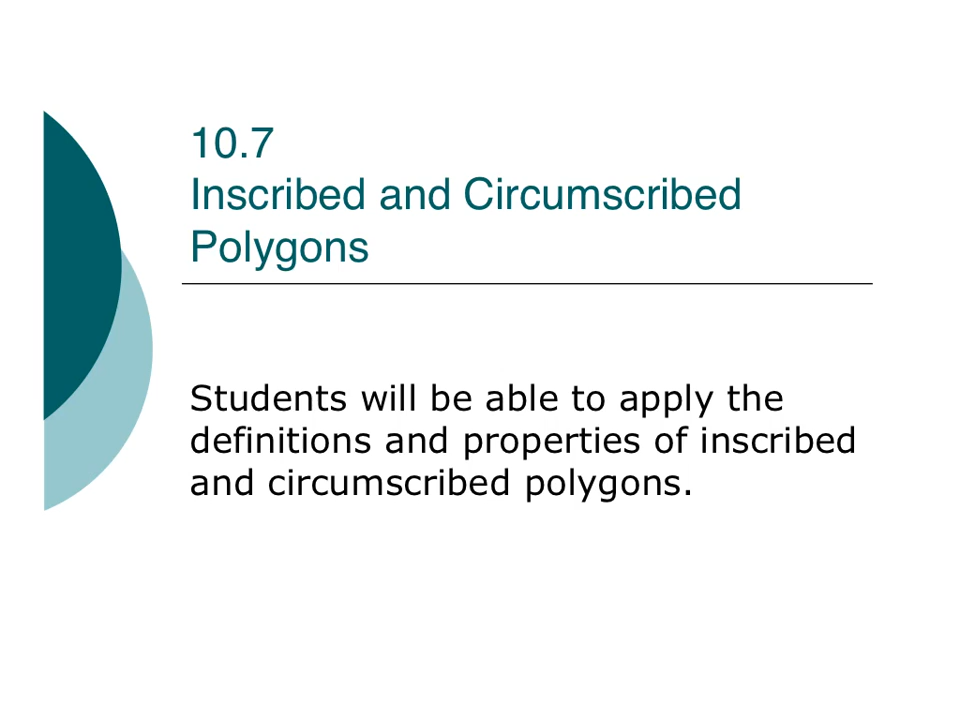 10.7
Inscribed and Circumscribed
Polygons
Students will be able to apply the
definitions and properties of inscribed
and circumscribed polygons.